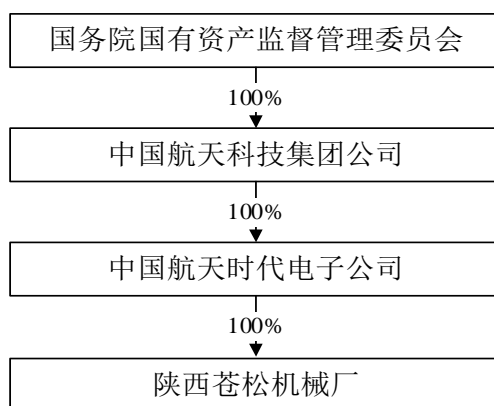 国务院国有资产监督管理委员会
100%
中国航天科技集团公司
100%
中国航天时代电子公司
100%
陕西苍松机械厂